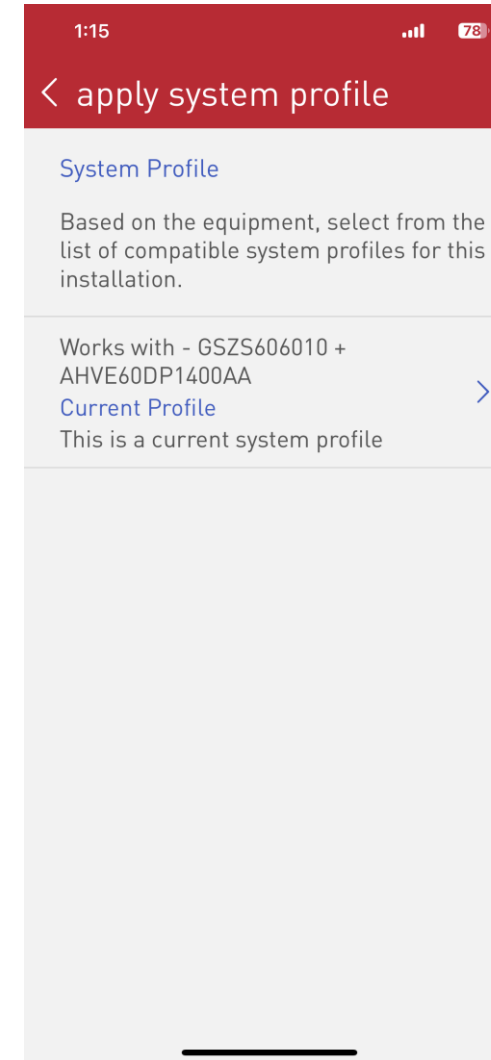 1:15
78
apply system profile
System Profile
Based on the equipment, select from the
list of compatible system profiles for this
installation.
Works with - GSZS606010 +
AHVE60DP1400AA
Current Profile
This is a current system profile